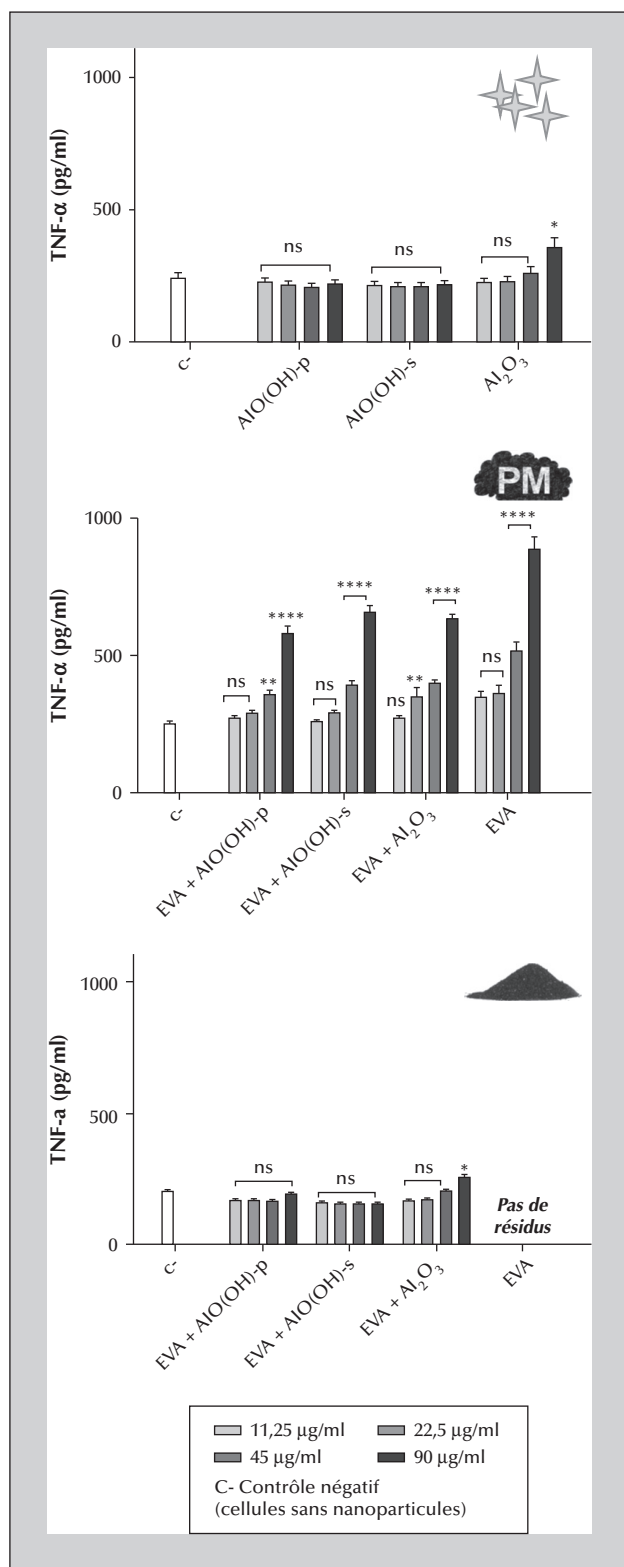 1000
TNF-α (pg/ml)
500
0
ns
ns
ns
*
c-
AlO(OH)-p
AlO(OH)-s
Al2O3
PM
1000
TNF-α (pg/ml)
500
0
ns
**
****
ns
****
ns
**
****
ns
****
c-
EVA + AlO(OH)-p
EVA + AlO(OH)-s
EVA + Al2O3
EVA
1000
TNF-a (pg/ml)
500
0
ns
ns
ns
*
Pas de
résidus
c-
EVA + AlO(OH)-p
EVA + AlO(OH)-s
EVA + Al2O3
EVA
11,25 µg/ml 22,5 µg/ml
45 µg/ml 90 µg/ml
C- Contrôle négatif
(cellules sans nanoparticules)